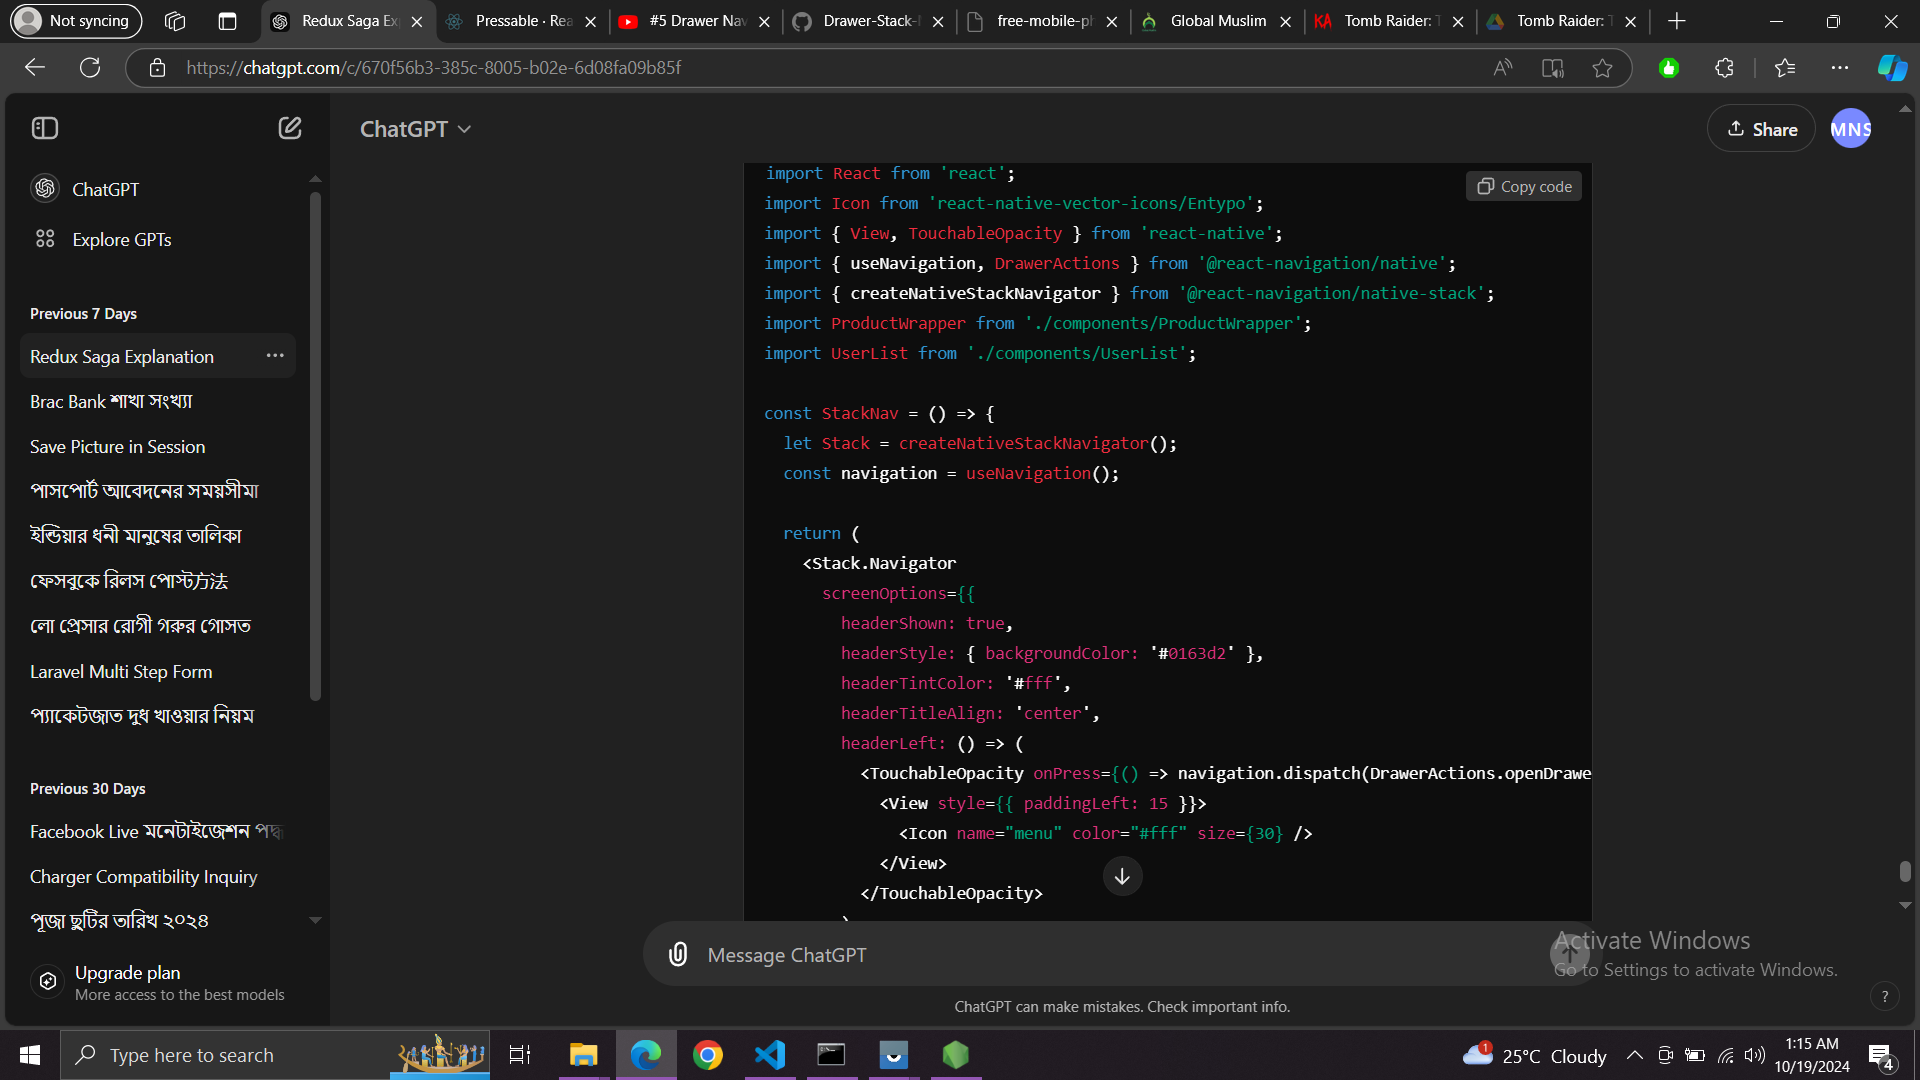 Not syncing
Redux Saga Ex
Pressable · Rea
#5 Drawer Nav
Drawer-Stack-
free-mobile-ph
Global Muslim
Tomb Raider: T
Tomb Raider: T
https://chatgpt.com/c/670f56b3-385c-8005-b02e-6d08fa09b85f
ChatGPT
Share
MNS
ChatGPT
Explore GPTs
Previous 7 Days
Redux Saga Explanation
Brac Bank শাখা সংখ্যা
Save Picture in Session
পাসপোর্ট আবেদনের সময়সীমা
ইন্ডিয়ার ধনী মানুষের তালিকা
ফেসবুকে রিলস পোস্ট方法
লো প্রেসার রোগী গরুর গোসত
Laravel Multi Step Form
প্যাকেটজাত দুধ খাওয়ার নিয়ম
Previous 30 Days
Facebook Live মনেটাইজেশন পদ্ধ
Charger Compatibility Inquiry
পূজা ছুটির তারিখ ২০২৪
Upgrade plan
More access to the best models
Copy code
import React from 'react';
import Icon from 'react-native-vector-icons/Entypo';
import { View, TouchableOpacity } from 'react-native';
import { useNavigation, DrawerActions } from '@react-navigation/native';
import { createNativeStackNavigator } from '@react-navigation/native-stack';
import ProductWrapper from './components/ProductWrapper';
import UserList from './components/UserList';
const StackNav = () => {
let Stack = createNativeStackNavigator();
const navigation = useNavigation();
return (
<Stack.Navigator
screenOptions={{
headerShown: true,
headerStyle: { backgroundColor: '#0163d2' },
headerTintColor: '#fff',
headerTitleAlign: 'center',
headerLeft: () => (
<TouchableOpacity onPress={() => navigation.dispatch(DrawerActions.openDrawe
<View style={{ paddingLeft: 15 }}>
<Icon name="menu" color="#fff" size={30} />
</View>
</TouchableOpacity>
)
Message ChatGPT
ChatGPT can make mistakes. Check important info.
Activate Windows
Go to Settings to activate Windows.
?
Type here to search
1
25°C Cloudy
1:15 AM
10/19/2024
4